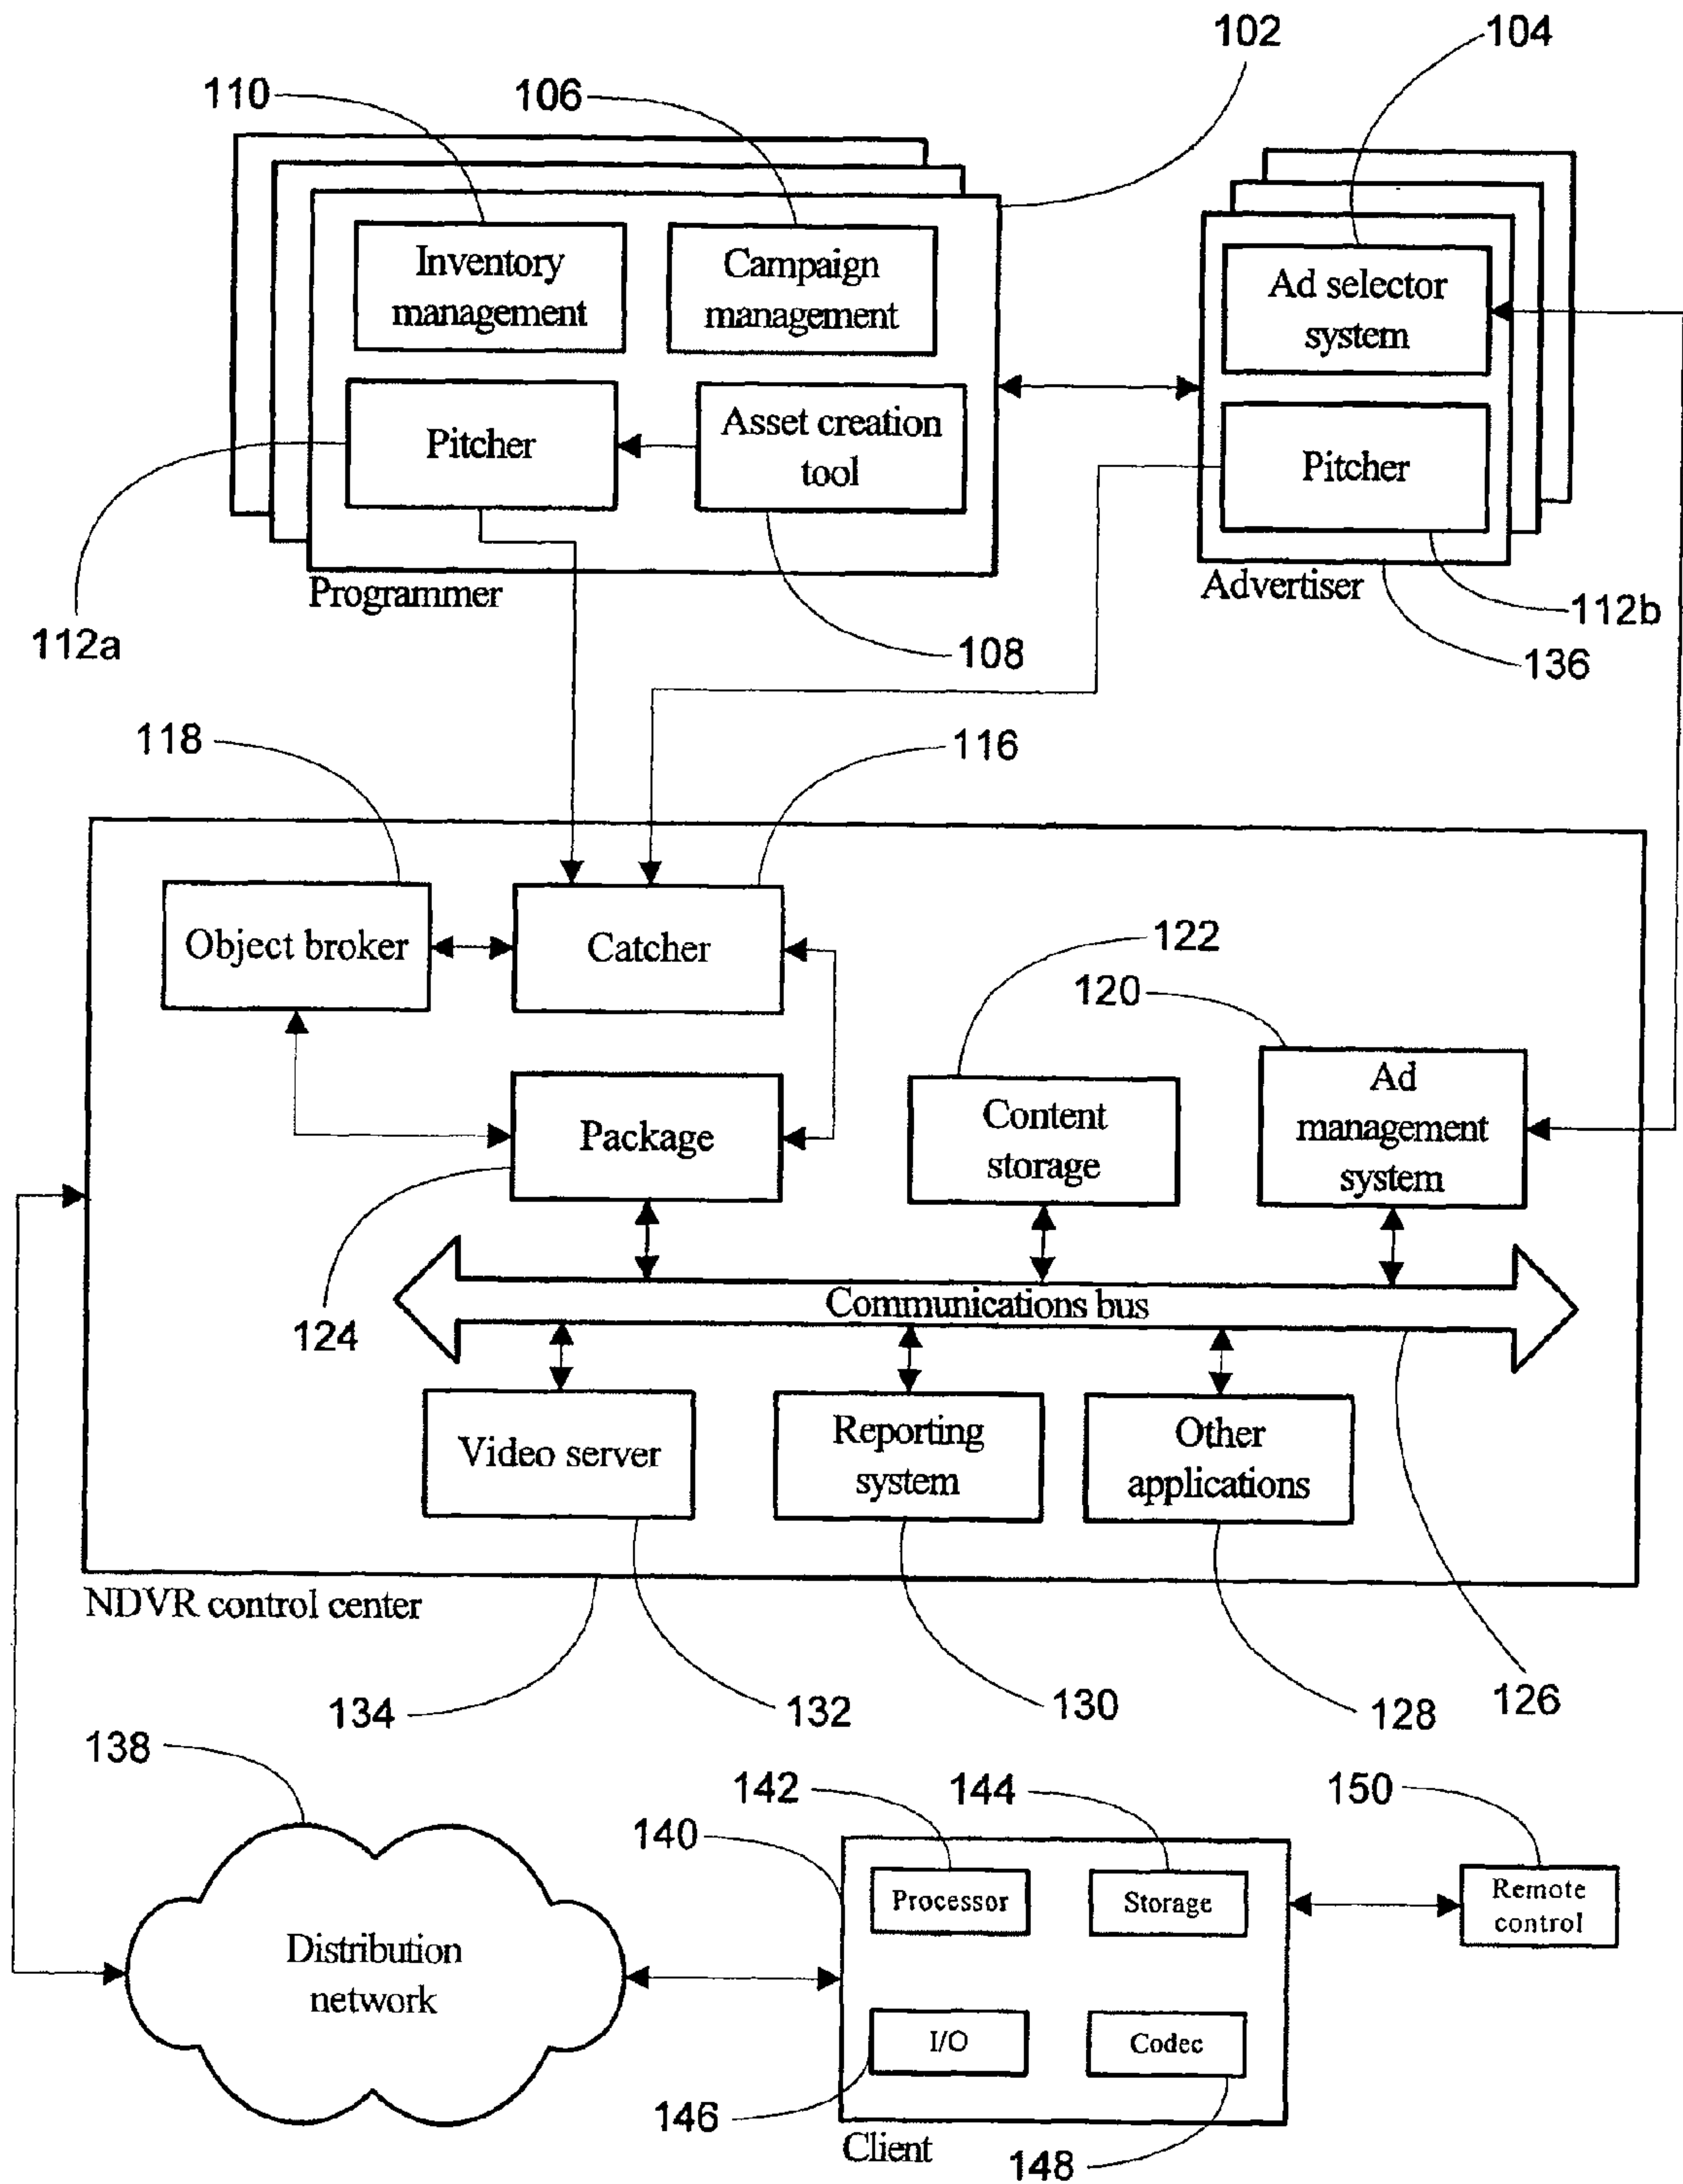 102
104
110
106
Inventory
management
Campaign
management
Ad selector
system
Pitcher
Asset creation
tool
Pitcher
Programmer
Advertiser
112b
112a
108
136
118
116
Object broker
Catcher
122
120
Package
Content
storage
Ad
management
system
Communications bus
124
Video server
Reporting
system
Other
applications
NDVR control center
134
132
130
128
126
138
142
144
150
140
Processor
Storage
Remote
control
Distribution
network
I/O
Codec
146
Client
148